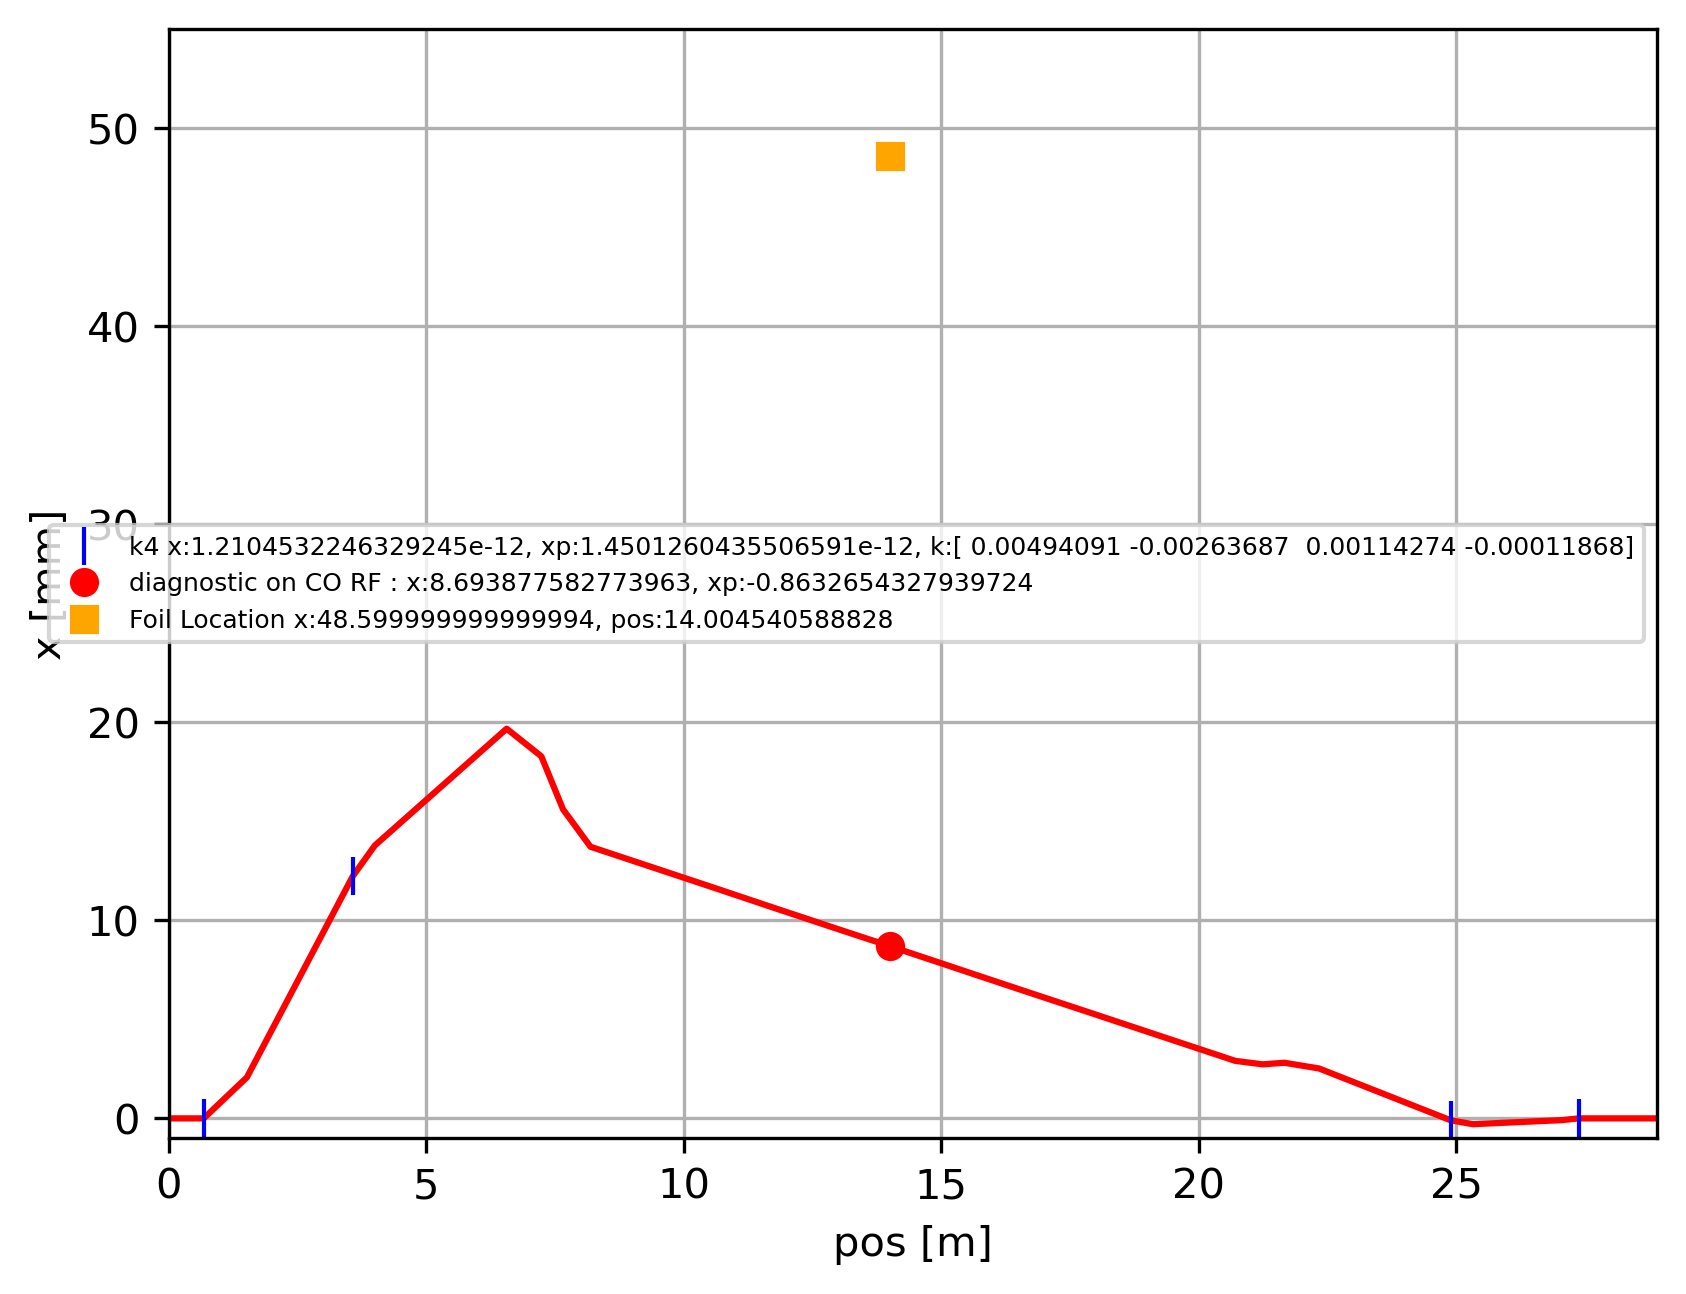 50
40
30
20
10
0
x [mm]
k4 x:1.2104532246329245e-12, xp:1.4501260435506591e-12, k:[ 0.00494091 -0.00263687  0.00114274 -0.00011868]
diagnostic on CO RF : x:8.693877582773963, xp:-0.8632654327939724
Foil Location x:48.599999999999994, pos:14.004540588828
0 5 10 15 20 25
pos [m]